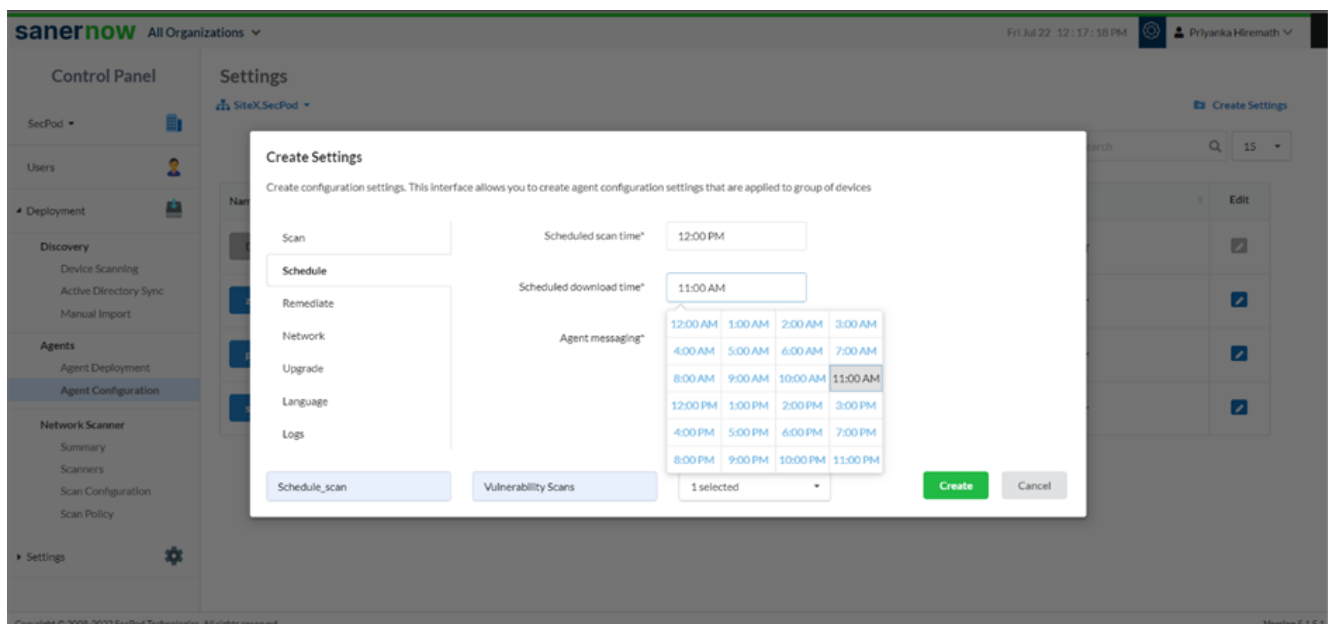 sanernow All Organizations
Fri Jul 22 12:17:18 PM
Priyanka Hiremath
Control Panel
SecPod
Users
Deployment
Discovery
Device Scanning
Active Directory Sync
Manual Import
Agents
Agent Deployment
Agent Configuration
Network Scanner
Summary
Scanners
Scan Configuration
Scan Policy
Settings
Settings
SiteX.SecPod
Create Settings
15
Edit
Create Settings
Create configuration settings. This interface allows you to create agent configuration settings that are applied to group of devices
Scan
Schedule
Remediate
Network
Upgrade
Language
Logs
Scheduled scan time* 12:00 PM
Scheduled download time* 11:00 AM
Agent messaging*
12:00 AM 1:00 AM 2:00 AM 3:00 AM
4:00 AM 5:00 AM 6:00 AM 7:00 AM
8:00 AM 9:00 AM 10:00 AM 11:00 AM
12:00 PM 1:00 PM 2:00 PM 3:00 PM
4:00 PM 5:00 PM 6:00 PM 7:00 PM
8:00 PM 9:00 PM 10:00 PM 11:00 PM
Schedule_scan Vulnerability Scans 1 selected Create Cancel